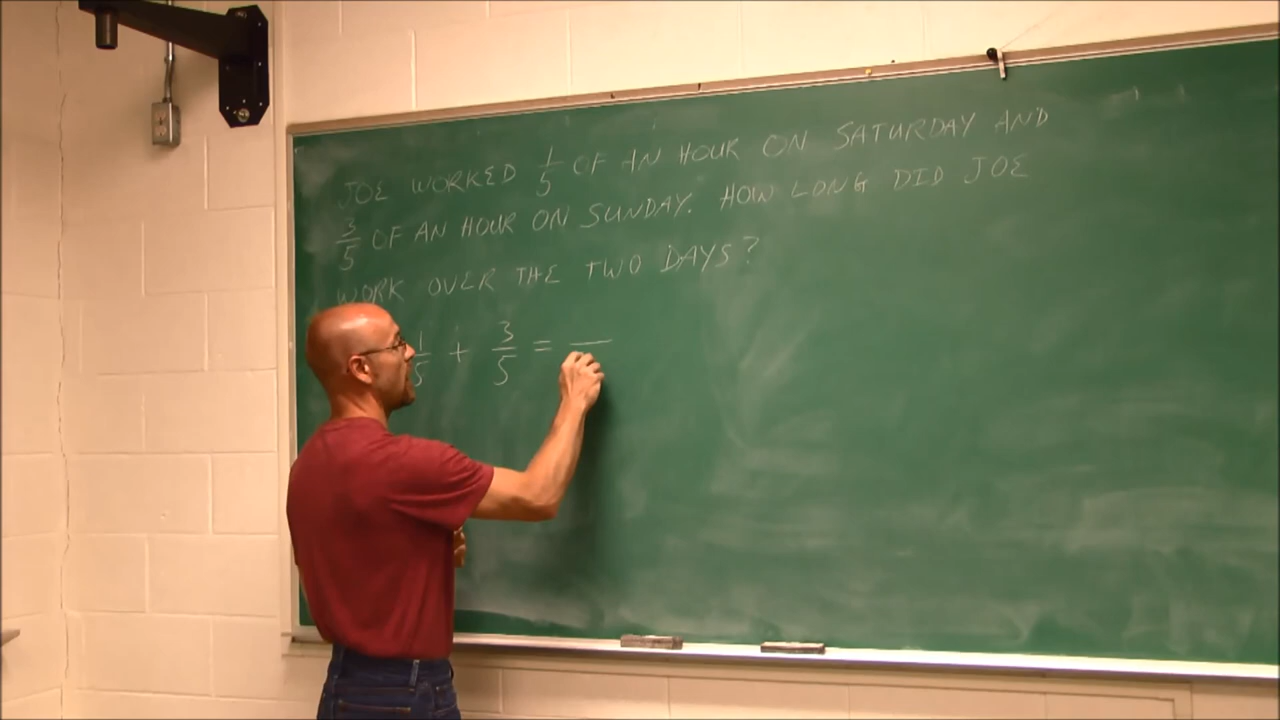 JOE WORKED 1/5 OF AN HOUR ON SATURDAY AND
3/5 OF AN HOUR ON SUNDAY. HOW LONG DID JOE
WORK OVER THE TWO DAYS?
1/5 + 3/5 =